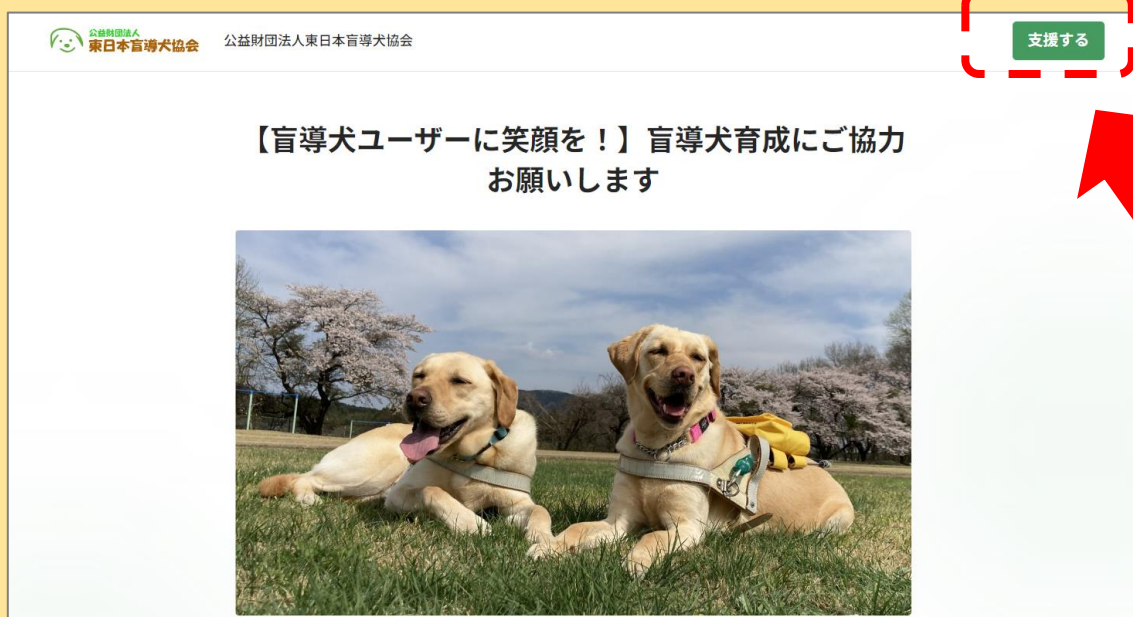 公益財団法人
東日本盲導犬協会
公益財団法人東日本盲導犬協会
支援する
【盲導犬ユーザーに笑顔を！】盲導犬育成にご協力
お願いします